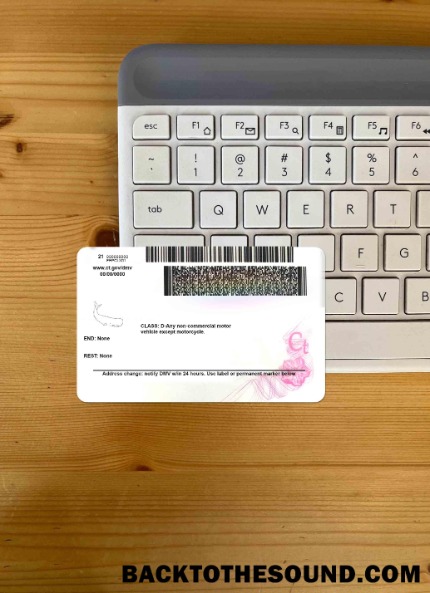 esc F1 F2 F3 F4 F5 F6
~ ! @ # $ % ^
` 1 2 3 4 5 6
tab Q W E R T
F G
C V B
21
www.ct.gov/dmv
00/00/0000
CLASS: D-Any non-commercial motor
vehicle except motorcycle.
END: None
REST: None
Ct
Address change: notify DMV w/in 24 hours. Use label or permanent marker below
BACKTOTHESOUND.COM